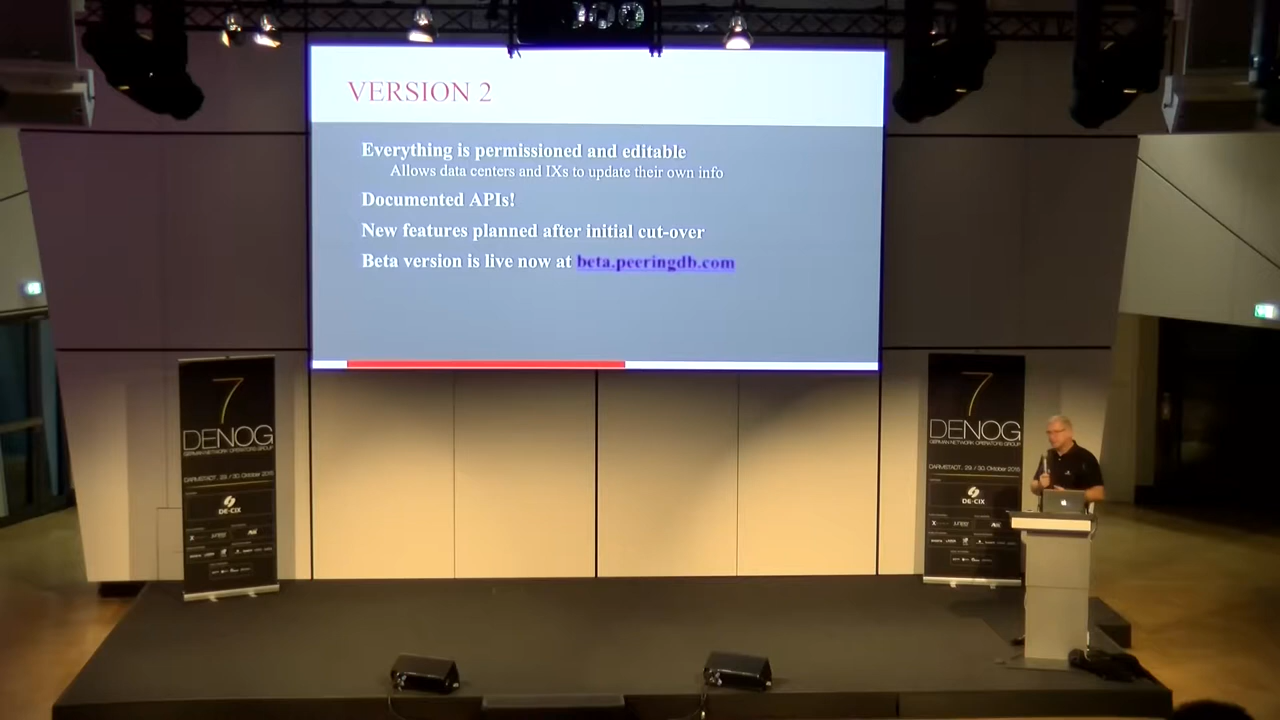 VERSION 2
Everything is permissioned and editable
Allows data centers and IXs to update their own info
Documented APIs!
New features planned after initial cut-over
Beta version is live now at beta.peeringdb.com
7
DENOG
GERMAN NETWORK OPERATORS GROUP
DARMSTADT, 29. / 30. Oktober 2015
DE-CIX
7
DENOG
GERMAN NETWORK OPERATORS GROUP
DARMSTADT, 29. / 30. Oktober 2015
DE-CIX